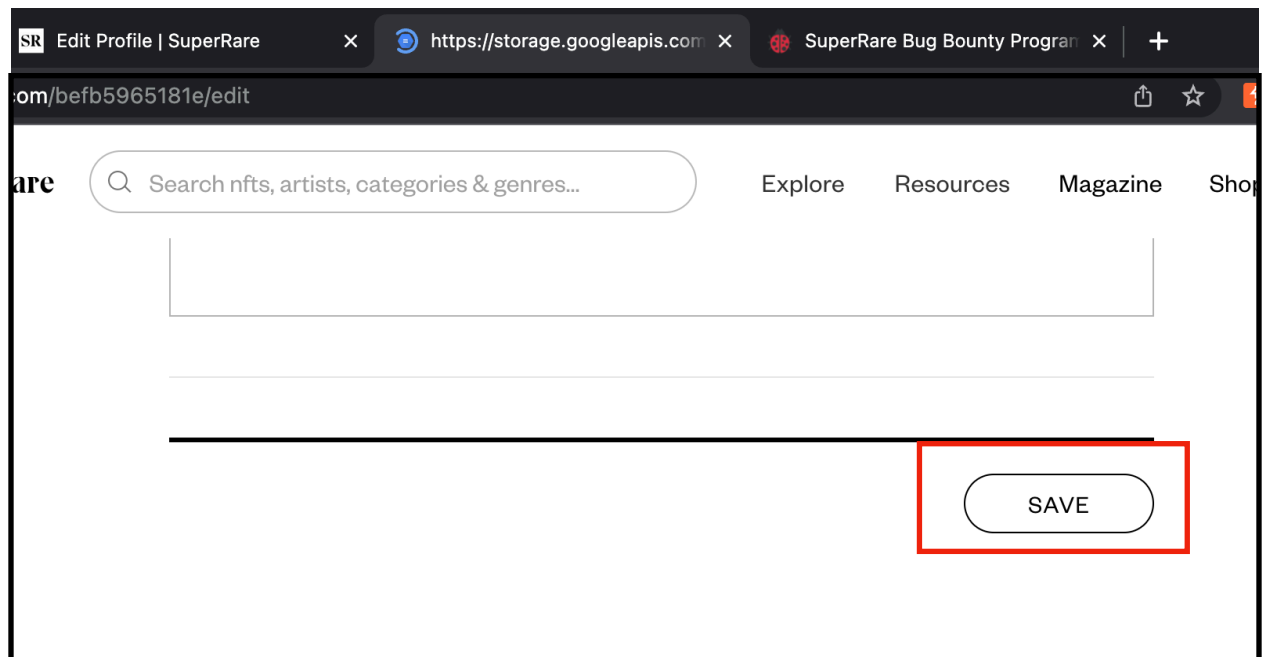 SR Edit Profile | SuperRare https://storage.googleapis.com SuperRare Bug Bounty Program
com/befb5965181e/edit
are Search nfts, artists, categories & genres... Explore Resources Magazine Shop
SAVE